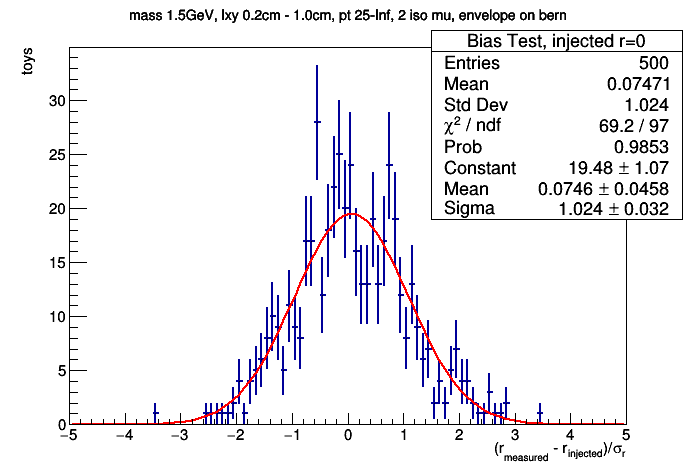 mass 1.5GeV, lxy 0.2cm - 1.0cm, pt 25-Inf, 2 iso mu, envelope on bern
toys
Bias Test, injected r=0
Entries 500
Mean 0.07471
Std Dev 1.024
χ² / ndf 69.2 / 97
Prob 0.9853
Constant 19.48 ± 1.07
Mean 0.0746 ± 0.0458
Sigma 1.024 ± 0.032
30
25
20
15
10
5
0
−5 −4 −3 −2 −1 0 1 2 3 4 5
(r_measured - r_injected)/σ_r